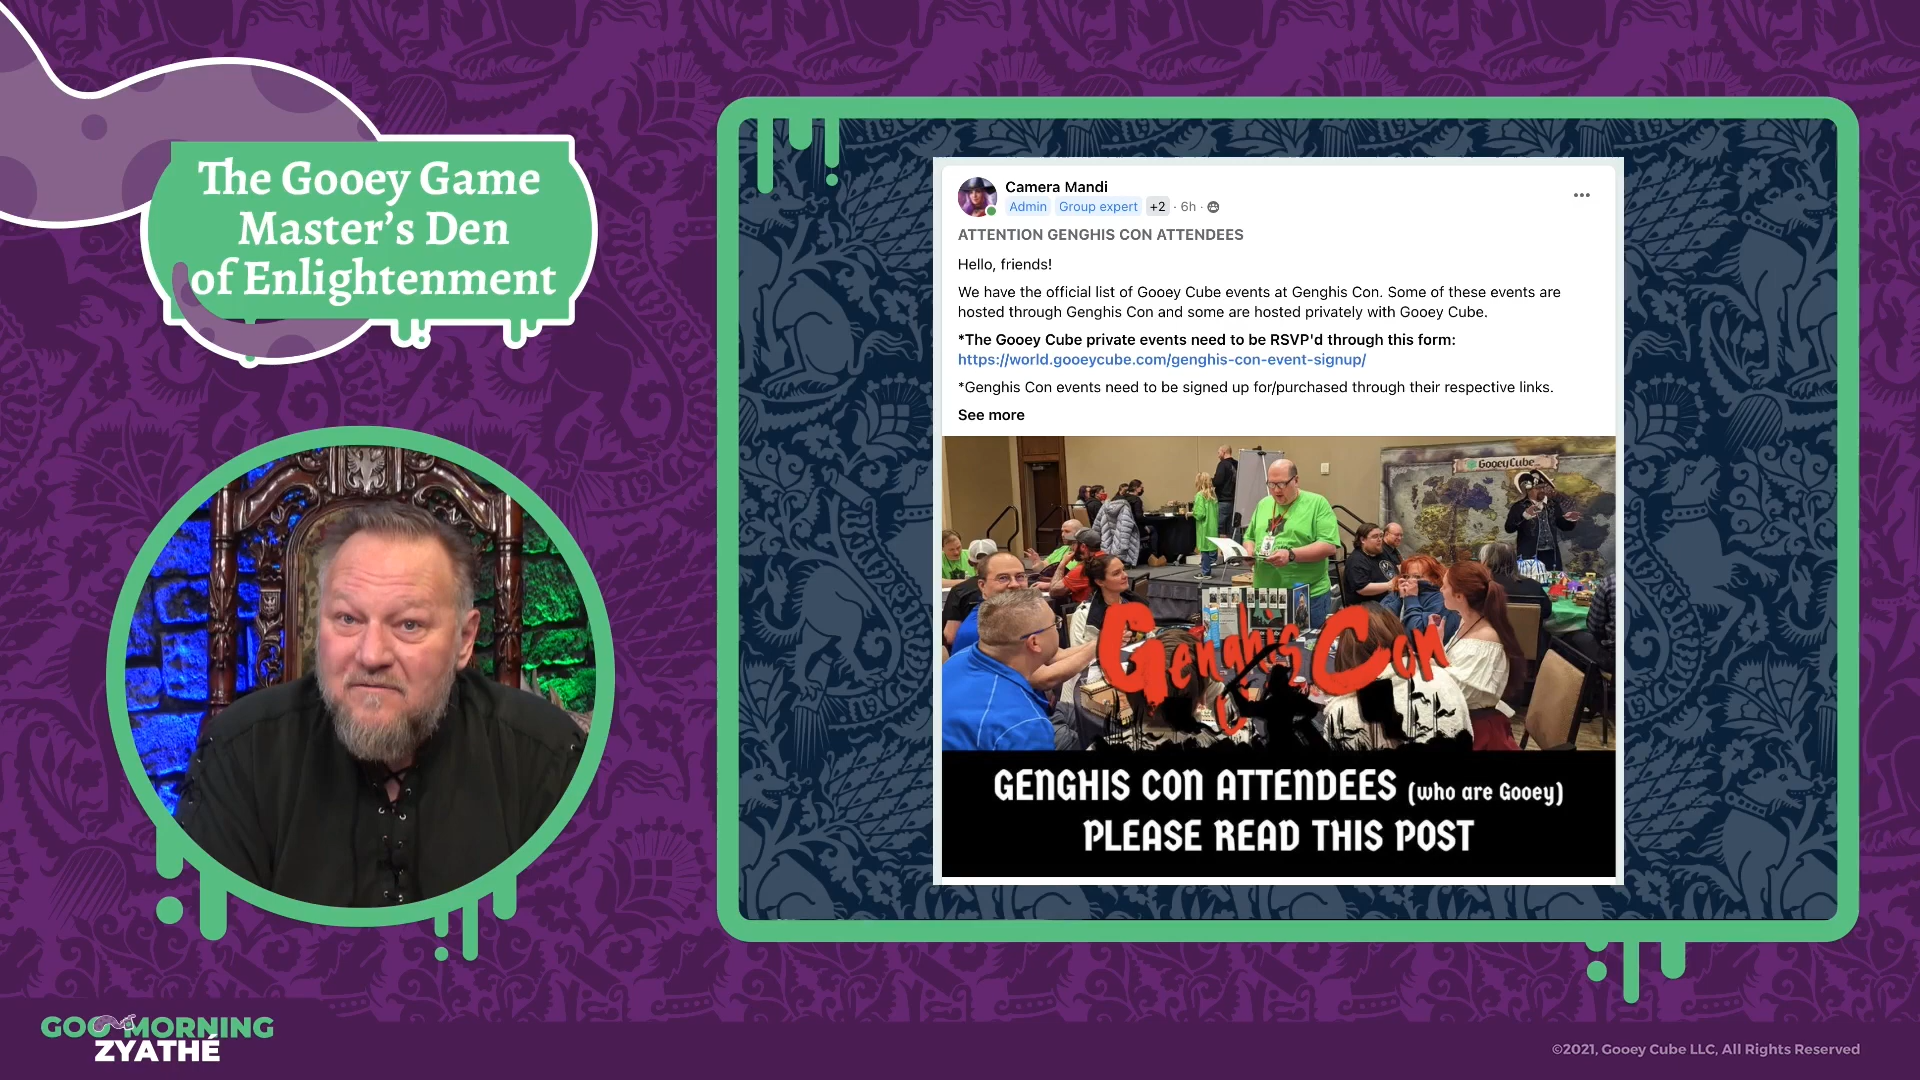 The Gooey Game
Master's Den
of Enlightenment
Camera Mandi
Admin Group expert +2 · 6h ·
ATTENTION GENGHIS CON ATTENDEES
Hello, friends!
We have the official list of Gooey Cube events at Genghis Con. Some of these events are
hosted through Genghis Con and some are hosted privately with Gooey Cube.
*The Gooey Cube private events need to be RSVP'd through this form:
https://world.gooeycube.com/genghis-con-event-signup/
*Genghis Con events need to be signed up for/purchased through their respective links.
See more
GooeyCube
Genghis Con
GENGHIS CON ATTENDEES (who are Gooey)
PLEASE READ THIS POST
GOO MORNING
ZYATHÉ
©2021, Gooey Cube LLC, All Rights Reserved